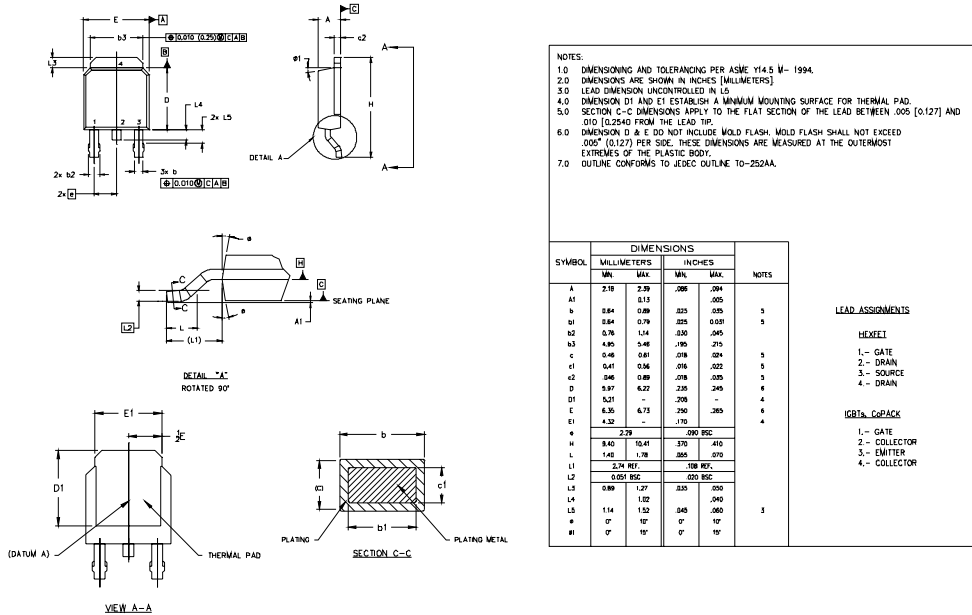 E
A
b3
⌖ 0,010 (0,25) Ⓜ C A B
B
L3
4
D
L4
2x L5
1 2 3
2x b2
3x b
⌖ 0.010 Ⓜ C A B
2x e
C
A
c2
ø1
H
DETAIL A
A
A
ø
H
C
SEATING PLANE
C
C
L2
L
(L1)
A1
ø
DETAIL "A"
ROTATED 90°
E1
D1
(DATUM A)
THERMAL PAD
VIEW A-A
b
c1
b1
PLATING
PLATING METAL
SECTION C-C
NOTES:
1.0 DIMENSIONING AND TOLERANCING PER ASME Y14.5 M- 1994.
2.0 DIMENSIONS ARE SHOWN IN INCHES [MILLIMETERS]
3.0 LEAD DIMENSION UNCONTROLLED IN L5
4,0 DIMENSION D1 AND E1 ESTABLISH A MINIMUM MOUNTING SURFACE FOR THERMAL PAD.
5,0 SECTION C-C DIMENSIONS APPLY TO THE FLAT SECTION OF THE LEAD BETWEEN .005 [0.127] AND
.010 [0.2540 FROM THE LEAD TIP.
6.0 DIMENSION D & E DO NOT INCLUDE MOLD FLASH. MOLD FLASH SHALL NOT EXCEED
.005" (0.127) PER SIDE. THESE DIMENSIONS ARE MEASURED AT THE OUTERMOST
EXTREMES OF THE PLASTIC BODY.
7.0 OUTLINE CONFORMS TO JEDEC OUTLINE TO-252AA.
DIMENSIONS
SYMBOL MILLIMETERS INCHES NOTES
MIN. MAX. MIN. MAX.
A 2.18 2.39 .086 .094
A1 0.13 .005
b 0.64 0.89 .025 .035 5
b1 0.64 0.79 .025 0.031 5
b2 0.76 1.14 .030 .045
b3 4.95 5.46 .195 .215
c 0.46 0.61 .018 .024 5
c1 0.41 0.56 .016 .022 5
c2 .046 0.89 .018 .035 5
D 5.97 6.22 .235 .245 6
D1 5.21 - .205 - 4
E 6.35 6.73 .250 .265 6
E1 4.32 - .170 4
e 2.29 .090 BSC
H 9.40 10.41 .370 .410
L 1.40 1.78 .055 .070
L1 2.74 REF. .108 REF.
L2 0.051 BSC .020 BSC
L3 0.89 1.27 .035 .050
L4 1.02 .040
L5 1.14 1.52 .045 .060 3
ø 0° 10° 0° 10°
ø1 0° 15° 0° 15°
LEAD ASSIGNMENTS
HEXFET
1.- GATE
2.- DRAIN
3.- SOURCE
4.- DRAIN
IGBTs, CoPACK
1.- GATE
2.- COLLECTOR
3.- EMITTER
4.- COLLECTOR